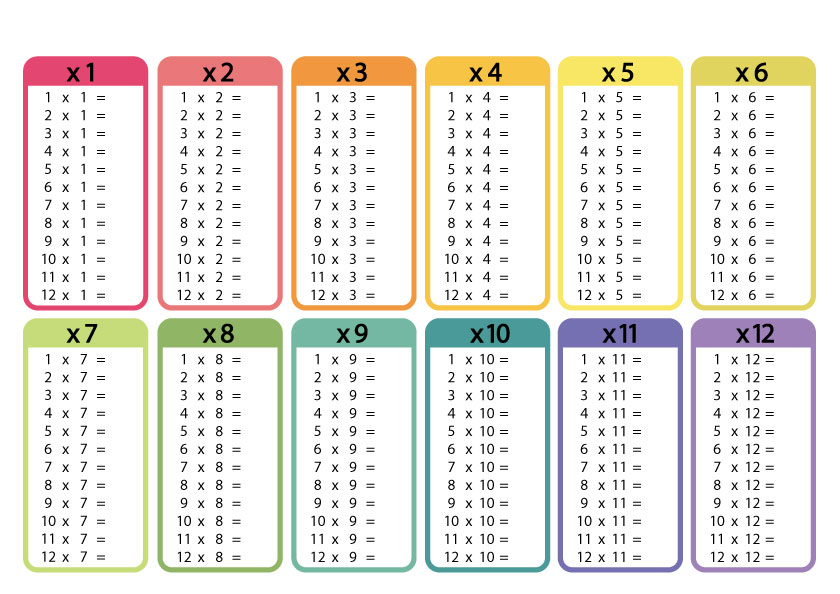 x 1
1 x 1 =
2 x 1 =
3 x 1 =
4 x 1 =
5 x 1 =
6 x 1 =
7 x 1 =
8 x 1 =
9 x 1 =
10 x 1 =
11 x 1 =
12 x 1 =
x 2
1 x 2 =
2 x 2 =
3 x 2 =
4 x 2 =
5 x 2 =
6 x 2 =
7 x 2 =
8 x 2 =
9 x 2 =
10 x 2 =
11 x 2 =
12 x 2 =
x 3
1 x 3 =
2 x 3 =
3 x 3 =
4 x 3 =
5 x 3 =
6 x 3 =
7 x 3 =
8 x 3 =
9 x 3 =
10 x 3 =
11 x 3 =
12 x 3 =
x 4
1 x 4 =
2 x 4 =
3 x 4 =
4 x 4 =
5 x 4 =
6 x 4 =
7 x 4 =
8 x 4 =
9 x 4 =
10 x 4 =
11 x 4 =
12 x 4 =
x 5
1 x 5 =
2 x 5 =
3 x 5 =
4 x 5 =
5 x 5 =
6 x 5 =
7 x 5 =
8 x 5 =
9 x 5 =
10 x 5 =
11 x 5 =
12 x 5 =
x 6
1 x 6 =
2 x 6 =
3 x 6 =
4 x 6 =
5 x 6 =
6 x 6 =
7 x 6 =
8 x 6 =
9 x 6 =
10 x 6 =
11 x 6 =
12 x 6 =
x 7
1 x 7 =
2 x 7 =
3 x 7 =
4 x 7 =
5 x 7 =
6 x 7 =
7 x 7 =
8 x 7 =
9 x 7 =
10 x 7 =
11 x 7 =
12 x 7 =
x 8
1 x 8 =
2 x 8 =
3 x 8 =
4 x 8 =
5 x 8 =
6 x 8 =
7 x 8 =
8 x 8 =
9 x 8 =
10 x 8 =
11 x 8 =
12 x 8 =
x 9
1 x 9 =
2 x 9 =
3 x 9 =
4 x 9 =
5 x 9 =
6 x 9 =
7 x 9 =
8 x 9 =
9 x 9 =
10 x 9 =
11 x 9 =
12 x 9 =
x10
1 x 10 =
2 x 10 =
3 x 10 =
4 x 10 =
5 x 10 =
6 x 10 =
7 x 10 =
8 x 10 =
9 x 10 =
10 x 10 =
11 x 10 =
12 x 10 =
x11
1 x 11 =
2 x 11 =
3 x 11 =
4 x 11 =
5 x 11 =
6 x 11 =
7 x 11 =
8 x 11 =
9 x 11 =
10 x 11 =
11 x 11 =
12 x 11 =
x12
1 x 12 =
2 x 12 =
3 x 12 =
4 x 12 =
5 x 12 =
6 x 12 =
7 x 12 =
8 x 12 =
9 x 12 =
10 x 12 =
11 x 12 =
12 x 12 =